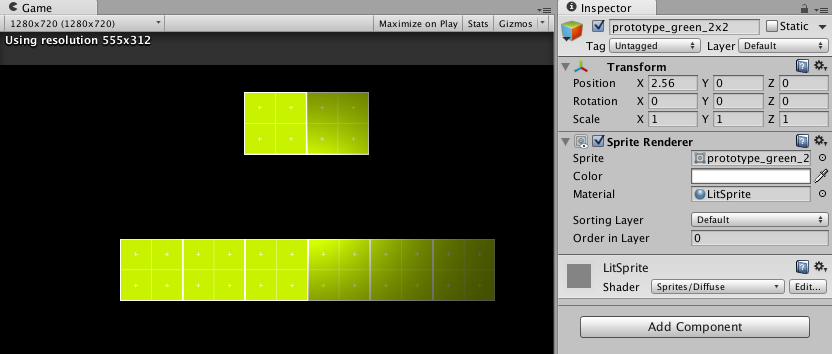 Game
1280x720 (1280x720)
Maximize on Play
Stats
Gizmos
Using resolution 555x312
Inspector
prototype_green_2x2
Static
Tag
Untagged
Layer
Default
Transform
Position X 2.56 Y 0 Z 0
Rotation X 0 Y 0 Z 0
Scale X 1 Y 1 Z 1
Sprite Renderer
Sprite
prototype_green_2
Color
Material
LitSprite
Sorting Layer
Default
Order in Layer
0
LitSprite
Shader
Sprites/Diffuse
Edit...
Add Component